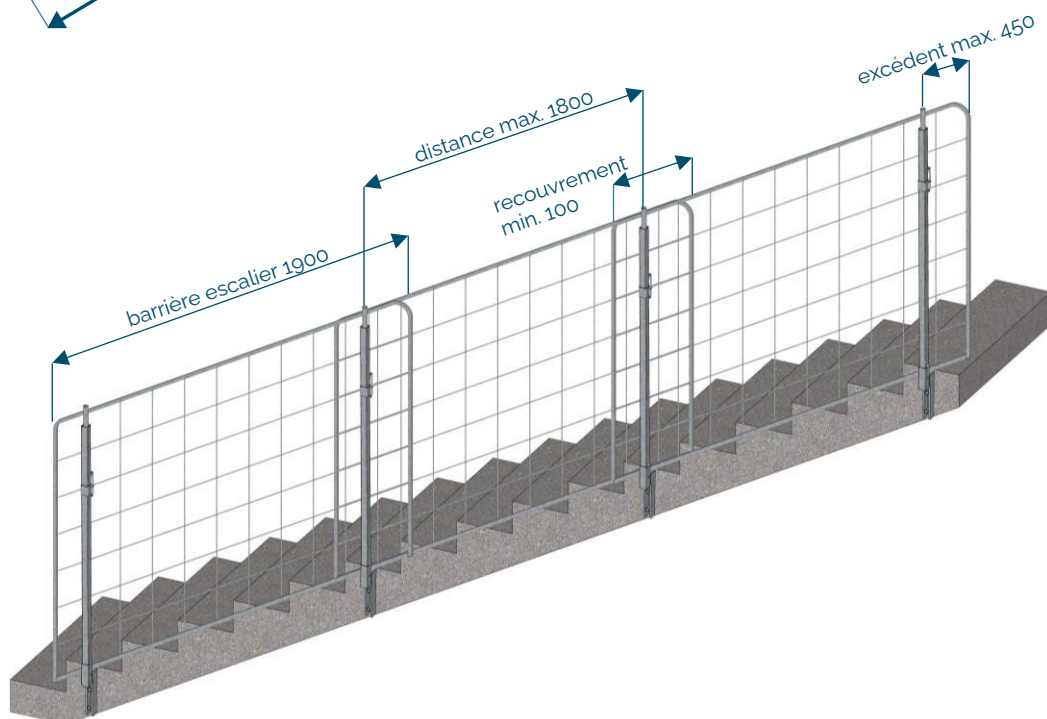 excédent max. 450
distance max. 1800
recouvrement
min. 100
barrière escalier 1900